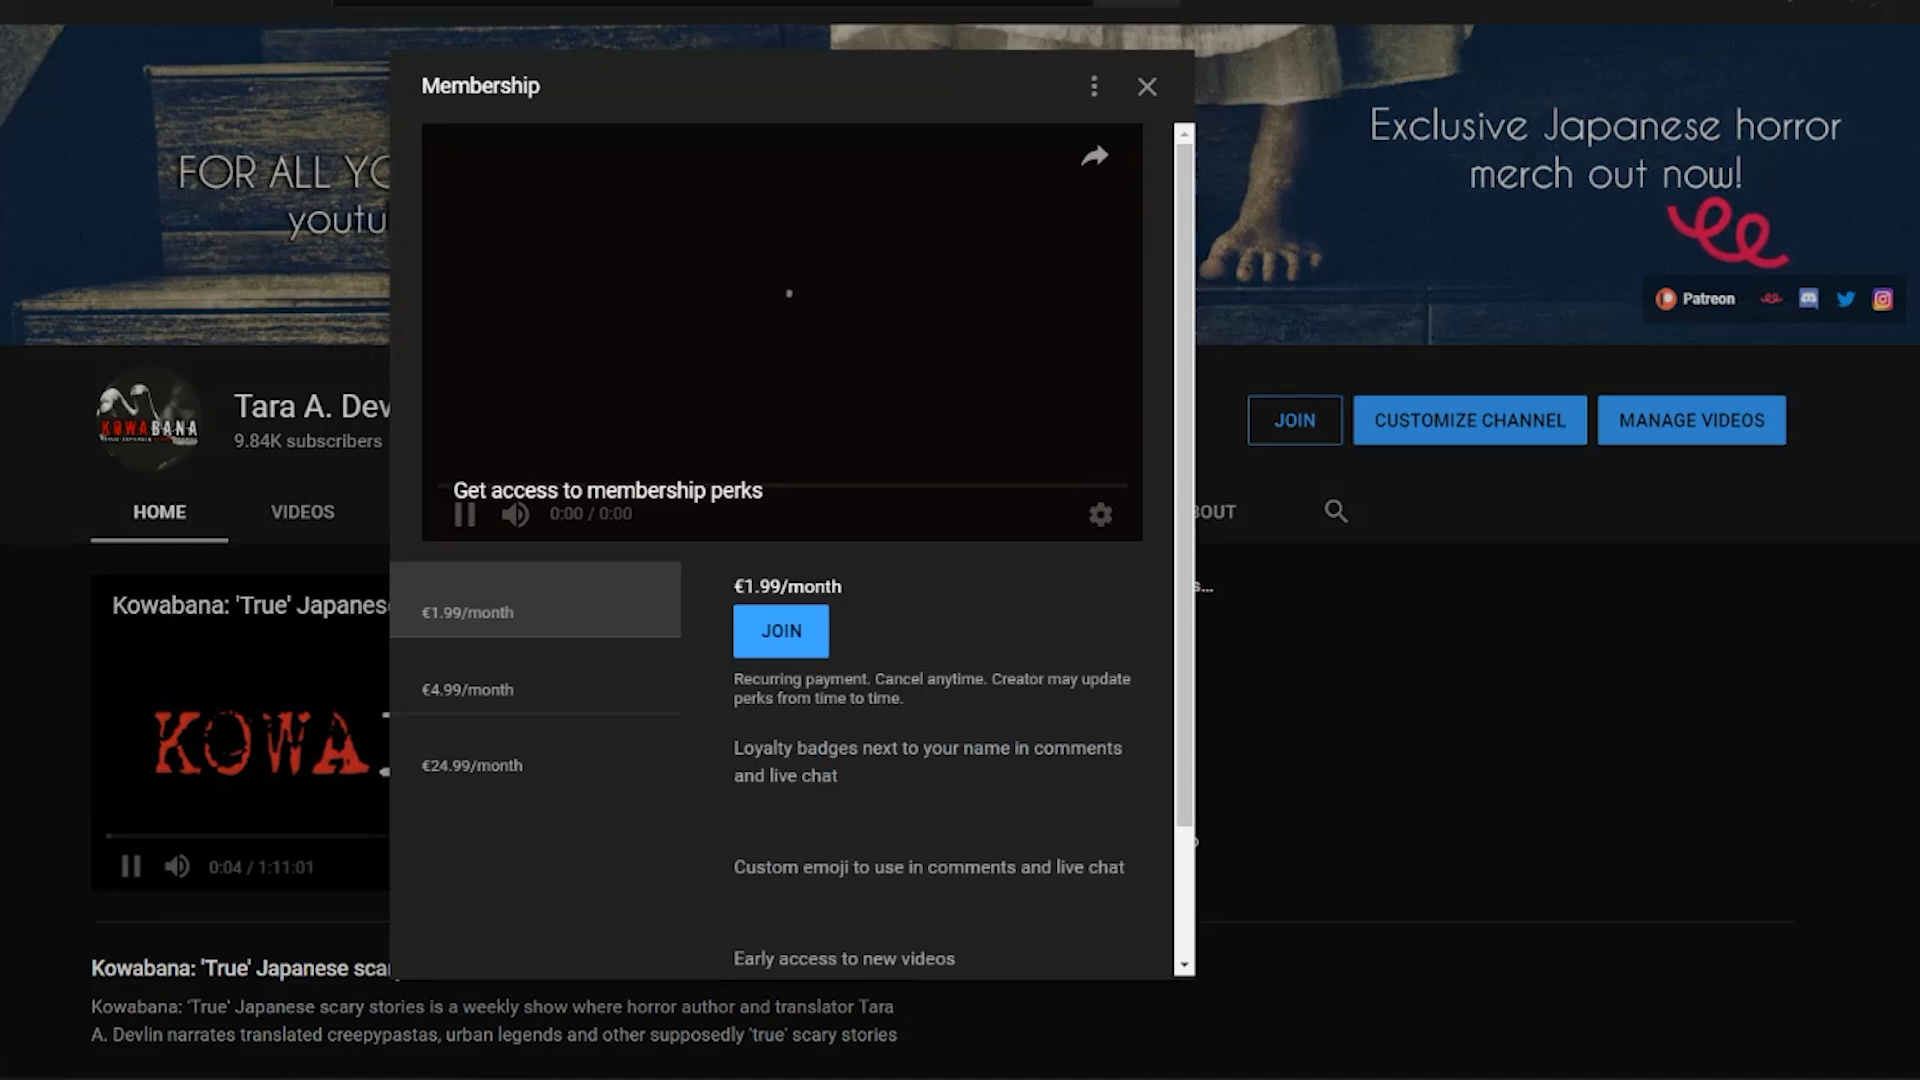 Membership
FOR ALL YO
youtu
Exclusive Japanese horror
merch out now!
Patreon
KOWABANA
Tara A. Dev
9.84K subscribers
JOIN
CUSTOMIZE CHANNEL
MANAGE VIDEOS
HOME
VIDEOS
BOUT
Get access to membership perks
0:00 / 0:00
Kowabana: 'True' Japanes
KOWA
0:04 / 1:11:01
€1.99/month
€4.99/month
€24.99/month
€1.99/month
JOIN
Recurring payment. Cancel anytime. Creator may update
perks from time to time.
Loyalty badges next to your name in comments
and live chat
Custom emoji to use in comments and live chat
Early access to new videos
s...
Kowabana: 'True' Japanese sca
Kowabana: 'True' Japanese scary stories is a weekly show where horror author and translator Tara
A. Devlin narrates translated creepypastas, urban legends and other supposedly 'true' scary stories